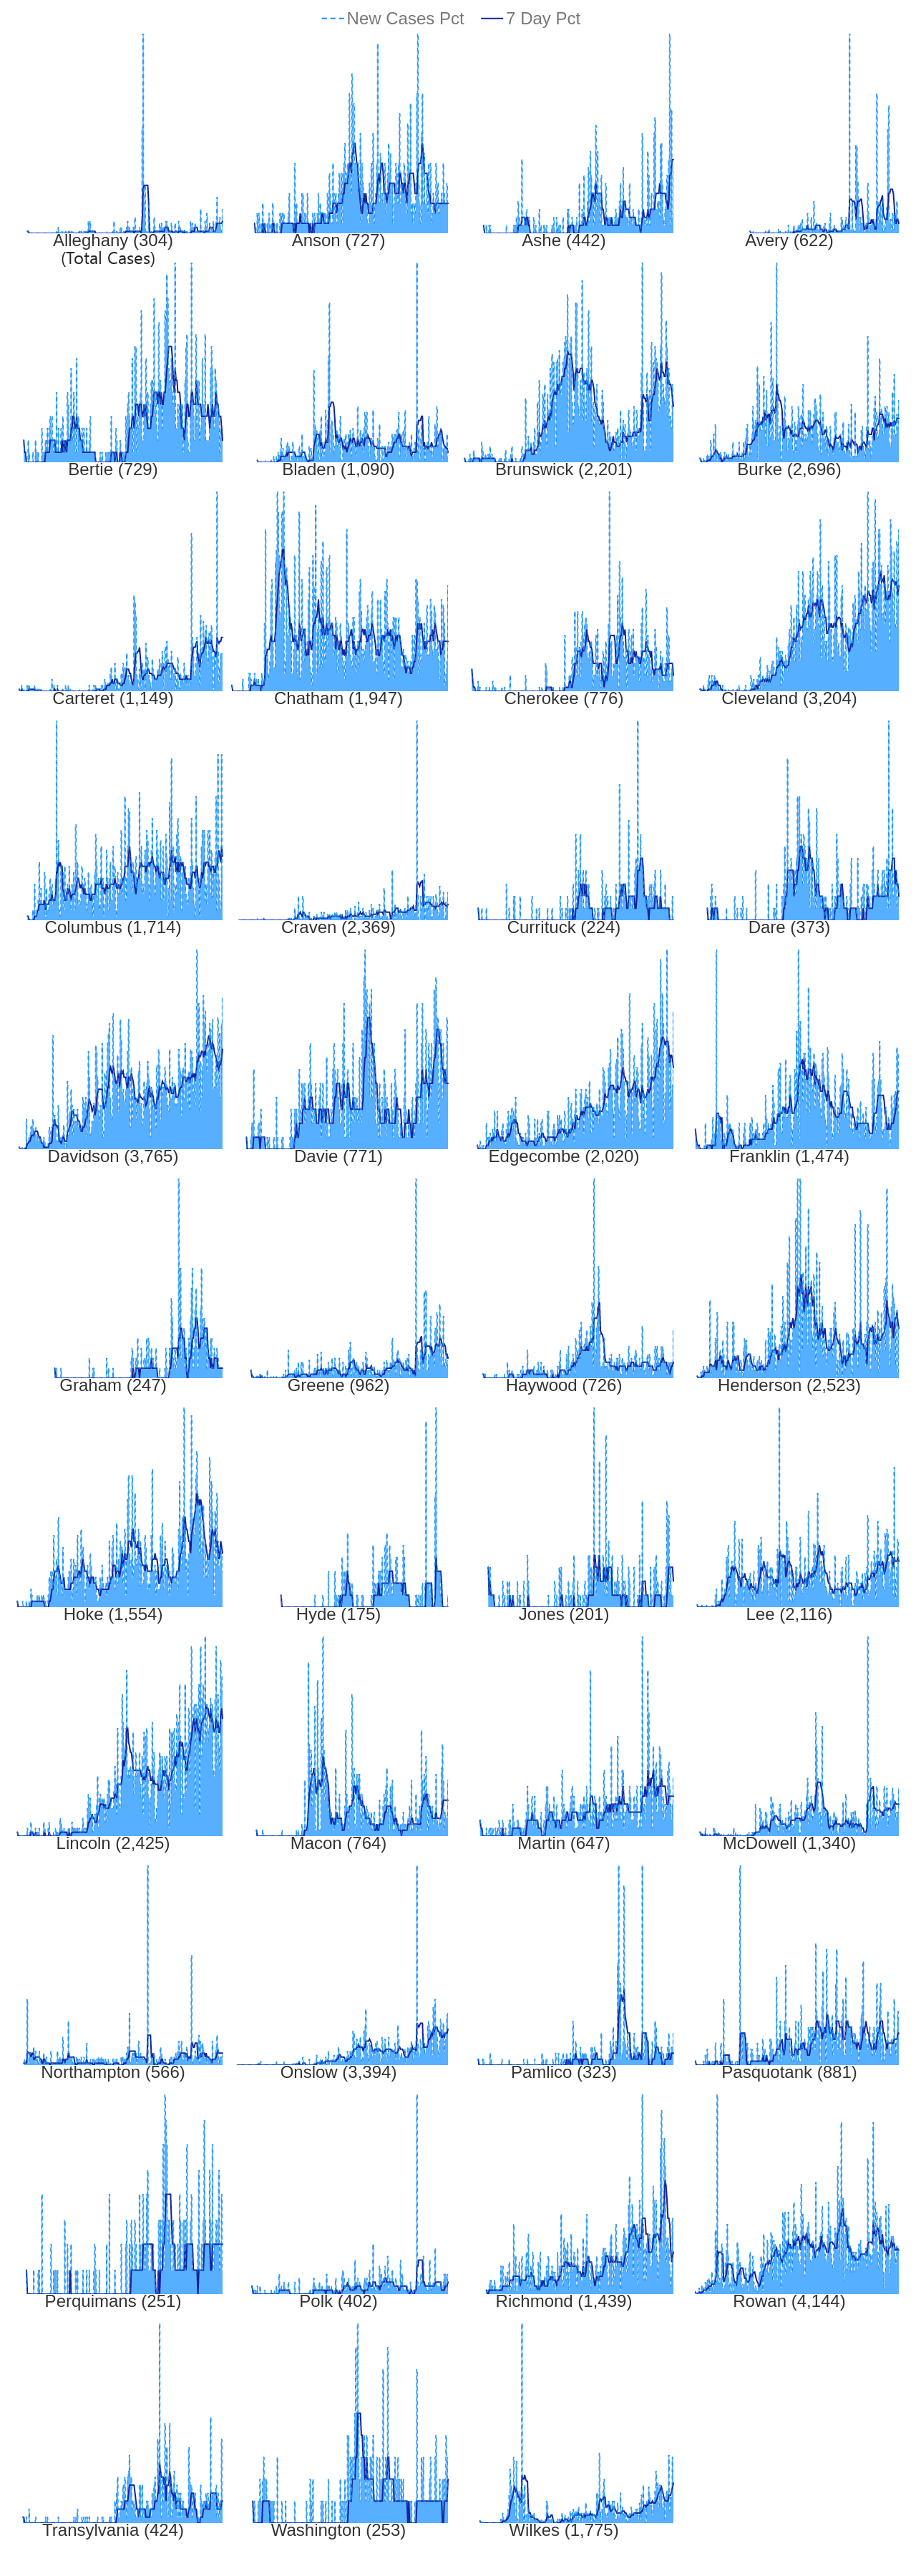 New Cases Pct 7 Day Pct
Alleghany (304) Anson (727) Ashe (442) Avery (622)
(Total Cases)
Bertie (729) Bladen (1,090) Brunswick (2,201) Burke (2,696)
Carteret (1,149) Chatham (1,947) Cherokee (776) Cleveland (3,204)
Columbus (1,714) Craven (2,369) Currituck (224) Dare (373)
Davidson (3,765) Davie (771) Edgecombe (2,020) Franklin (1,474)
Graham (247) Greene (962) Haywood (726) Henderson (2,523)
Hoke (1,554) Hyde (175) Jones (201) Lee (2,116)
Lincoln (2,425) Macon (764) Martin (647) McDowell (1,340)
Northampton (566) Onslow (3,394) Pamlico (323) Pasquotank (881)
Perquimans (251) Polk (402) Richmond (1,439) Rowan (4,144)
Transylvania (424) Washington (253) Wilkes (1,775)